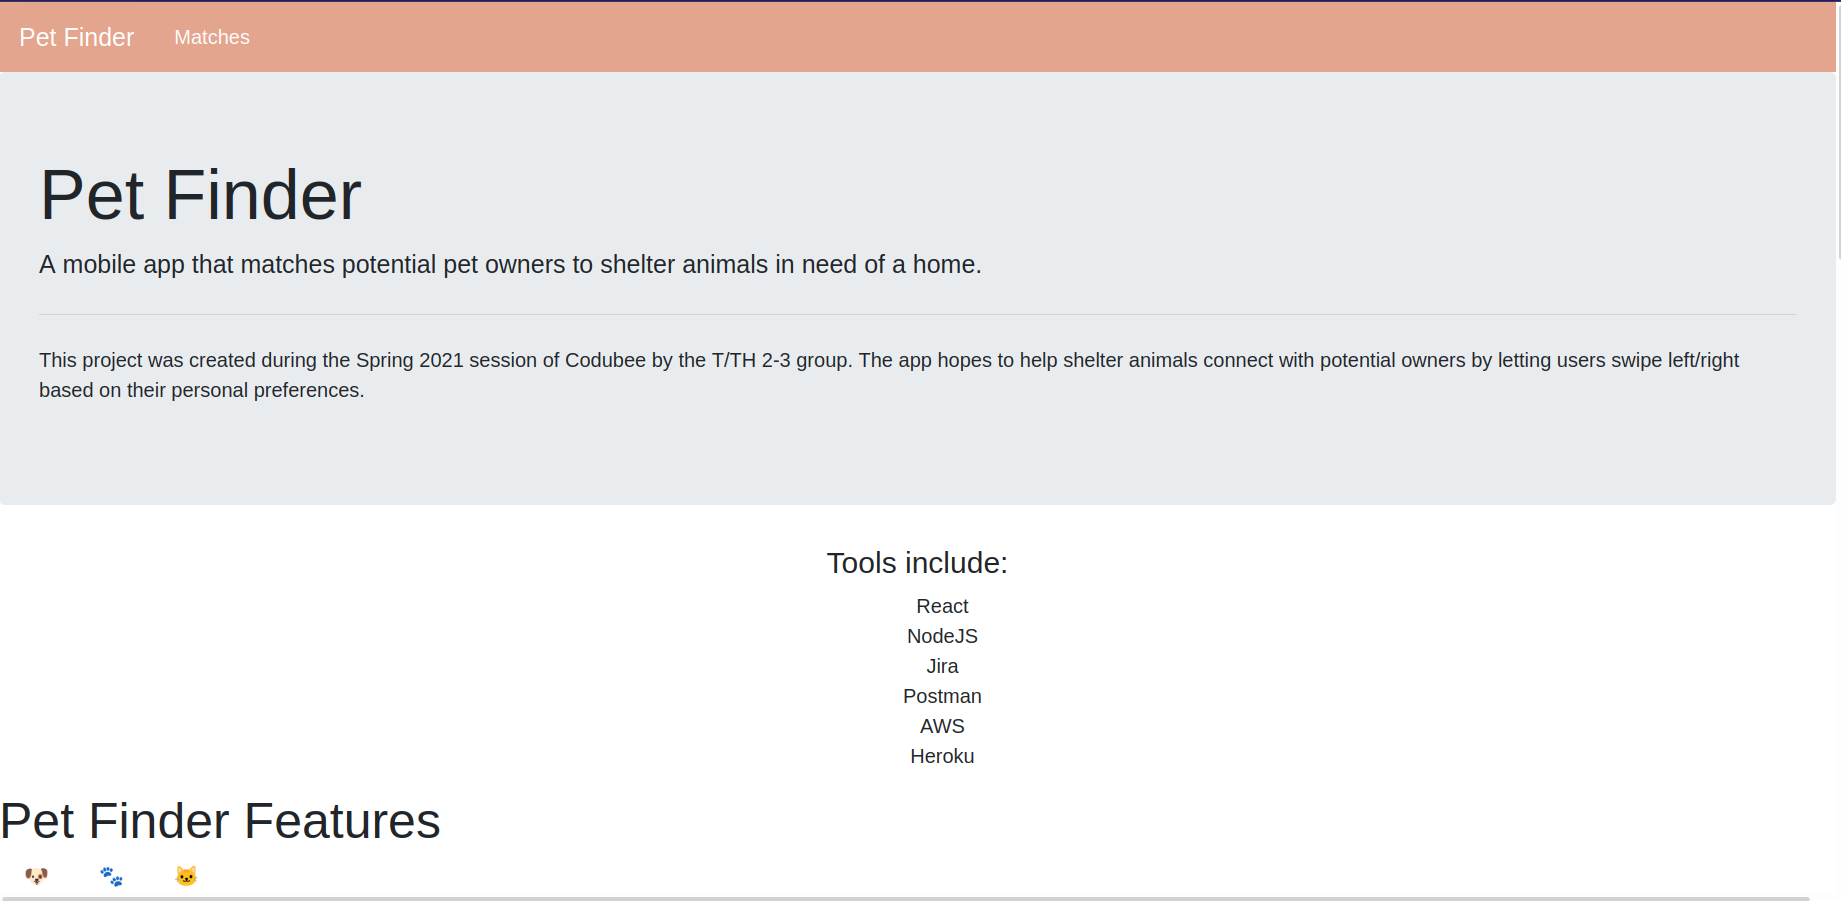 Pet Finder Matches
Pet Finder
A mobile app that matches potential pet owners to shelter animals in need of a home.
This project was created during the Spring 2021 session of Codubee by the T/TH 2-3 group. The app hopes to help shelter animals connect with potential owners by letting users swipe left/right
based on their personal preferences.
Tools include:
React
NodeJS
Jira
Postman
AWS
Heroku
Pet Finder Features